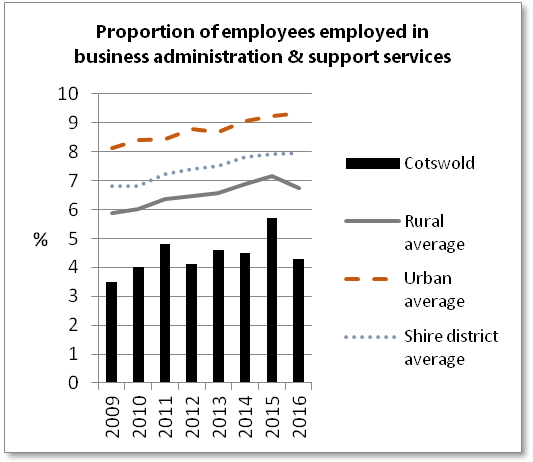 Proportion of employees employed in
business administration & support services
10
9
8
7
6
5
4
3
2
1
0
%
2009
2010
2011
2012
2013
2014
2015
2016
Cotswold
Rural
average
Urban
average
Shire district
average